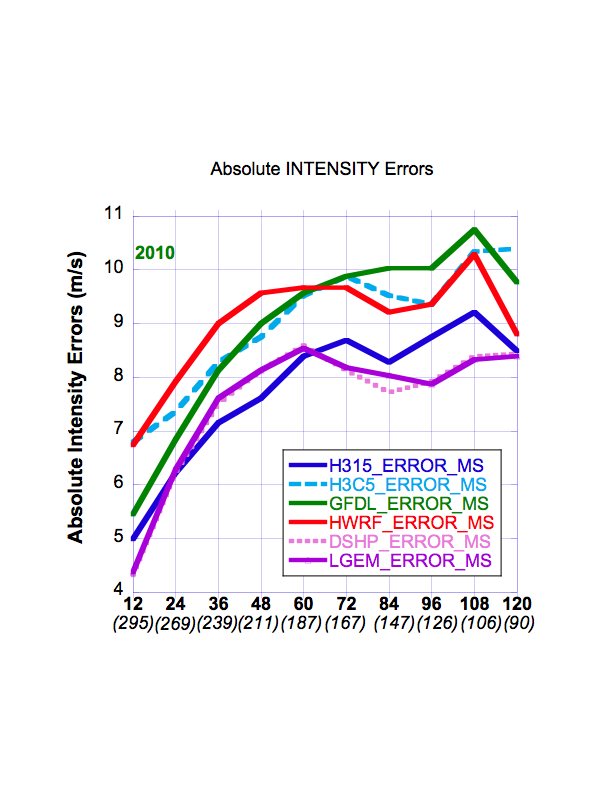 Absolute INTENSITY Errors
Absolute Intensity Errors (m/s)
2010
11
10
9
8
7
6
5
4
H315_ERROR_MS
H3C5_ERROR_MS
GFDL_ERROR_MS
HWRF_ERROR_MS
DSHP_ERROR_MS
LGEM_ERROR_MS
12 24 36 48 60 72 84 96 108 120
(295) (269) (239) (211) (187) (167) (147) (126) (106) (90)